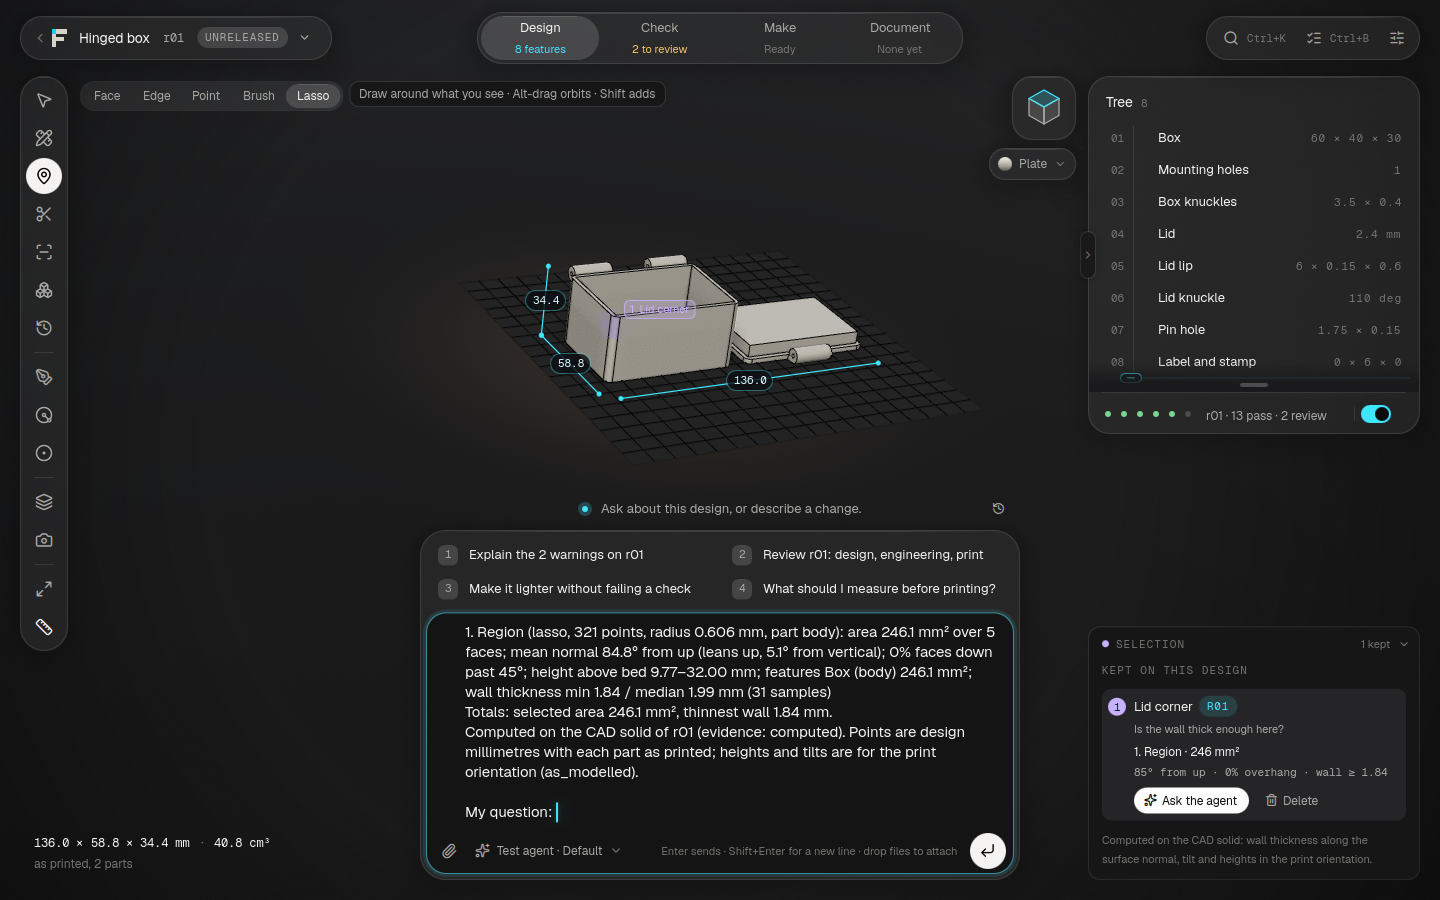 Hinged box r01 UNRELEASED
Design
8 features
Check
2 to review
Make
Ready
Document
None yet
Ctrl+K
Ctrl+B
Face Edge Point Brush Lasso
Draw around what you see · Alt-drag orbits · Shift adds
Plate
Tree 8
01 Box 60 × 40 × 30
02 Mounting holes 1
03 Box knuckles 3.5 × 0.4
04 Lid 2.4 mm
05 Lid lip 6 × 0.15 × 0.6
06 Lid knuckle 110 deg
07 Pin hole 1.75 × 0.15
08 Label and stamp 0 × 6 × 0
r01 · 13 pass · 2 review
34.4
1 Lid corner
58.8
136.0
Ask about this design, or describe a change.
1 Explain the 2 warnings on r01
2 Review r01: design, engineering, print
3 Make it lighter without failing a check
4 What should I measure before printing?
1. Region (lasso, 321 points, radius 0.606 mm, part body): area 246.1 mm² over 5
faces; mean normal 84.8° from up (leans up, 5.1° from vertical); 0% faces down
past 45°; height above bed 9.77–32.00 mm; features Box (body) 246.1 mm²;
wall thickness min 1.84 / median 1.99 mm (31 samples)
Totals: selected area 246.1 mm², thinnest wall 1.84 mm.
Computed on the CAD solid of r01 (evidence: computed). Points are design
millimetres with each part as printed; heights and tilts are for the print
orientation (as_modelled).
My question:
Test agent · Default
Enter sends · Shift+Enter for a new line · drop files to attach
SELECTION 1 kept
KEPT ON THIS DESIGN
1 Lid corner R01
Is the wall thick enough here?
1. Region · 246 mm²
85° from up · 0% overhang · wall ≥ 1.84
Ask the agent Delete
Computed on the CAD solid: wall thickness along the
surface normal, tilt and heights in the print orientation.
136.0 × 58.8 × 34.4 mm · 40.8 cm³
as printed, 2 parts